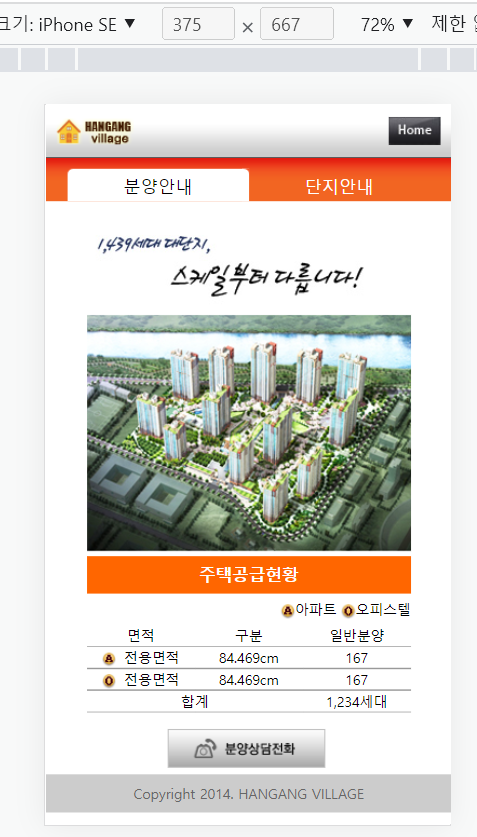 크기: iPhone SE ▼ 375 × 667 72% ▼ 제한
HANGANG
village
Home
분양안내 단지안내
1,439세대 대단지,
스케일부터 다릅니다!
주택공급현황
A아파트 O오피스텔
면적 구분 일반분양
A 전용면적 84.469cm 167
O 전용면적 84.469cm 167
합계 1,234세대
분양상담전화
Copyright 2014. HANGANG VILLAGE